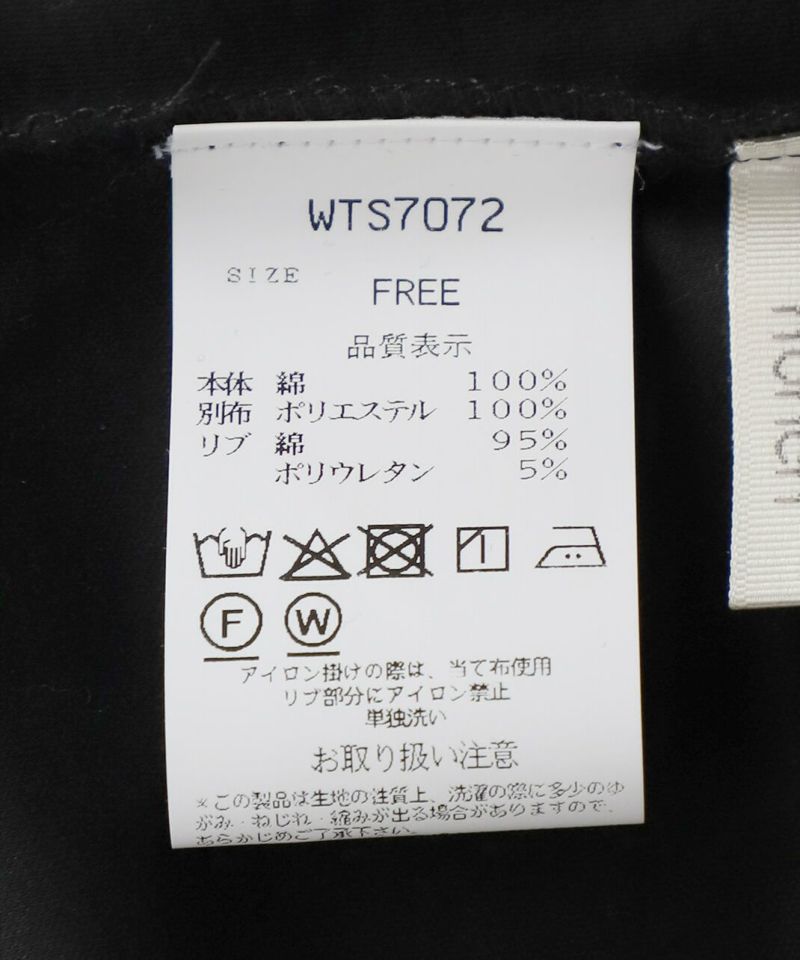 WTS7072
SIZE FREE
品質表示
本体 綿 100%
別布 ポリエステル 100%
リブ 綿 95%
ポリウレタン 5%
F W
アイロン掛けの際は、当て布使用
リブ部分にアイロン禁止
単独洗い
お取り扱い注意
※この製品は生地の性質上、洗濯の際に多少のゆ
がみ・ねじれ・縮みが出る場合がありますので、
あらかじめご了承下さい。